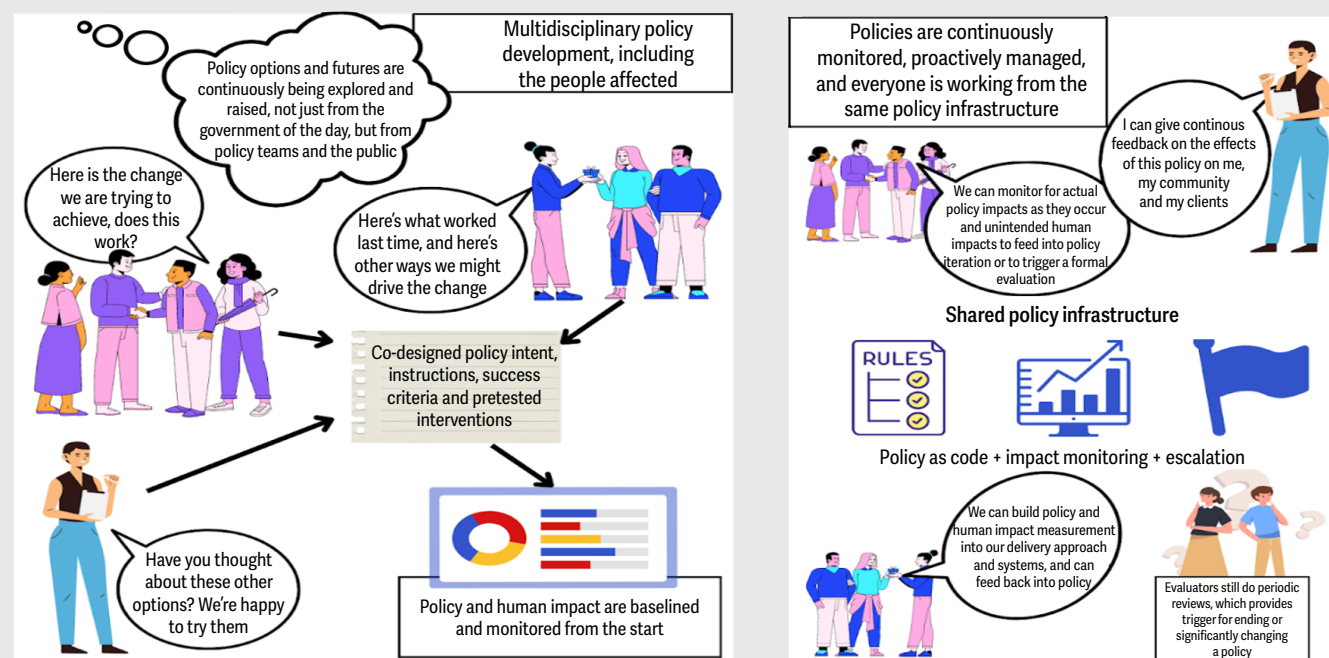 Multidisciplinary policy
development, including
the people affected
Policy options and futures are
continuously being explored and
raised, not just from the
government of the day, but from
policy teams and the public
Here is the change
we are trying to
achieve, does this
work?
Here's what worked
last time, and here's
other ways we might
drive the change
Co-designed policy intent,
instructions, success
criteria and pretested
interventions
Have you thought
about these other
options? We're happy
to try them
Policy and human impact are baselined
and monitored from the start
Policies are continuously
monitored, proactively managed,
and everyone is working from the
same policy infrastructure
I can give continous
feedback on the effects
of this policy on me,
my community
and my clients
We can monitor for actual
policy impacts as they occur
and unintended human
impacts to feed into policy
iteration or to trigger a formal
evaluation
Shared policy infrastructure
RULES
Policy as code + impact monitoring + escalation
We can build policy and
human impact measurement
into our delivery approach
and systems, and can
feed back into policy
Evaluators still do periodic
reviews, which provides
trigger for ending or
significantly changing
a policy